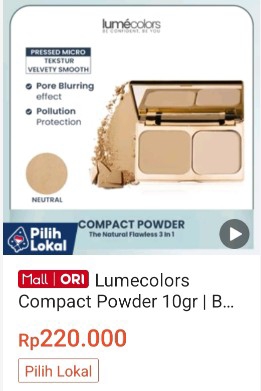 lumécolors
BE CONFIDENT, BE YOU
PRESSED MICRO
TEKSTUR
VELVETY SMOOTH
Pore Blurring
effect
Pollution
Protection
NEUTRAL
COMPACT POWDER
The Natural Flawless 3 In 1
Pilih
Lokal
Mall | ORI Lumecolors
Compact Powder 10gr | B...
Rp220.000
Pilih Lokal